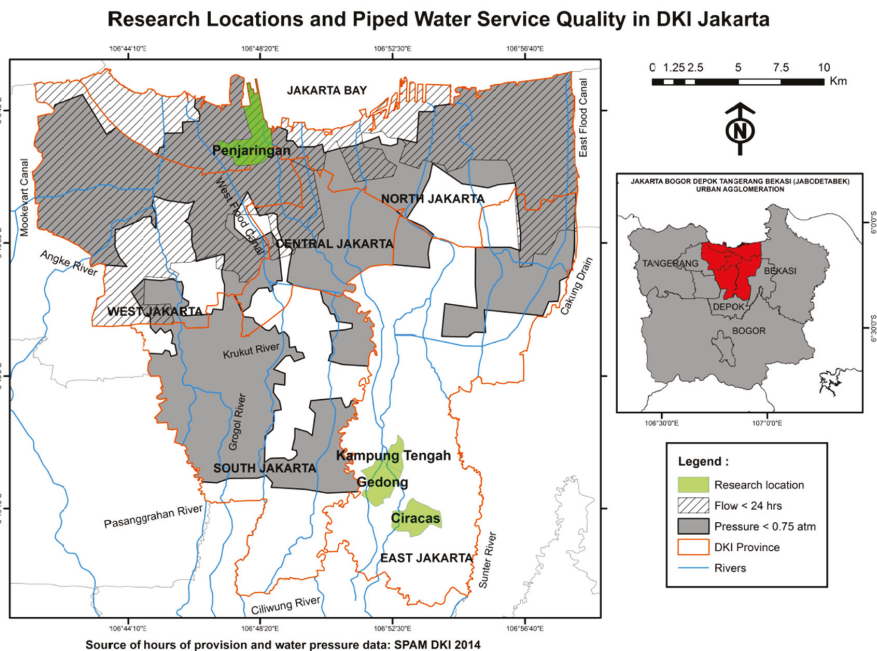 Research Locations and Piped Water Service Quality in DKI Jakarta
106°44'10"E
106°48'20"E
106°52'30"E
106°56'40"E
0 1.25 2.5 5 7.5 10
Km
N
JAKARTA BAY
East Flood Canal
Penjaringan
Mookevart Canal
West Flood Canal
NORTH JAKARTA
CENTRAL JAKARTA
Angke River
Cakung Drain
WEST JAKARTA
Krukut River
Grogol River
SOUTH JAKARTA
Kampung Tengah
Gedong
Ciracas
Pasanggrahan River
EAST JAKARTA
Sunter River
Ciliwung River
106°44'10"E
106°48'20"E
106°52'30"E
106°56'40"E
JAKARTA BOGOR DEPOK TANGERANG BEKASI (JABODETABEK)
URBAN AGGLOMERATION
6°0'0"S
TANGERANG
BEKASI
DEPOK
BOGOR
6°30'0"S
106°30'0"E
107°0'0"E
Legend :
Research location
Flow < 24 hrs
Pressure < 0.75 atm
DKI Province
Rivers
Source of hours of provision and water pressure data: SPAM DKI 2014